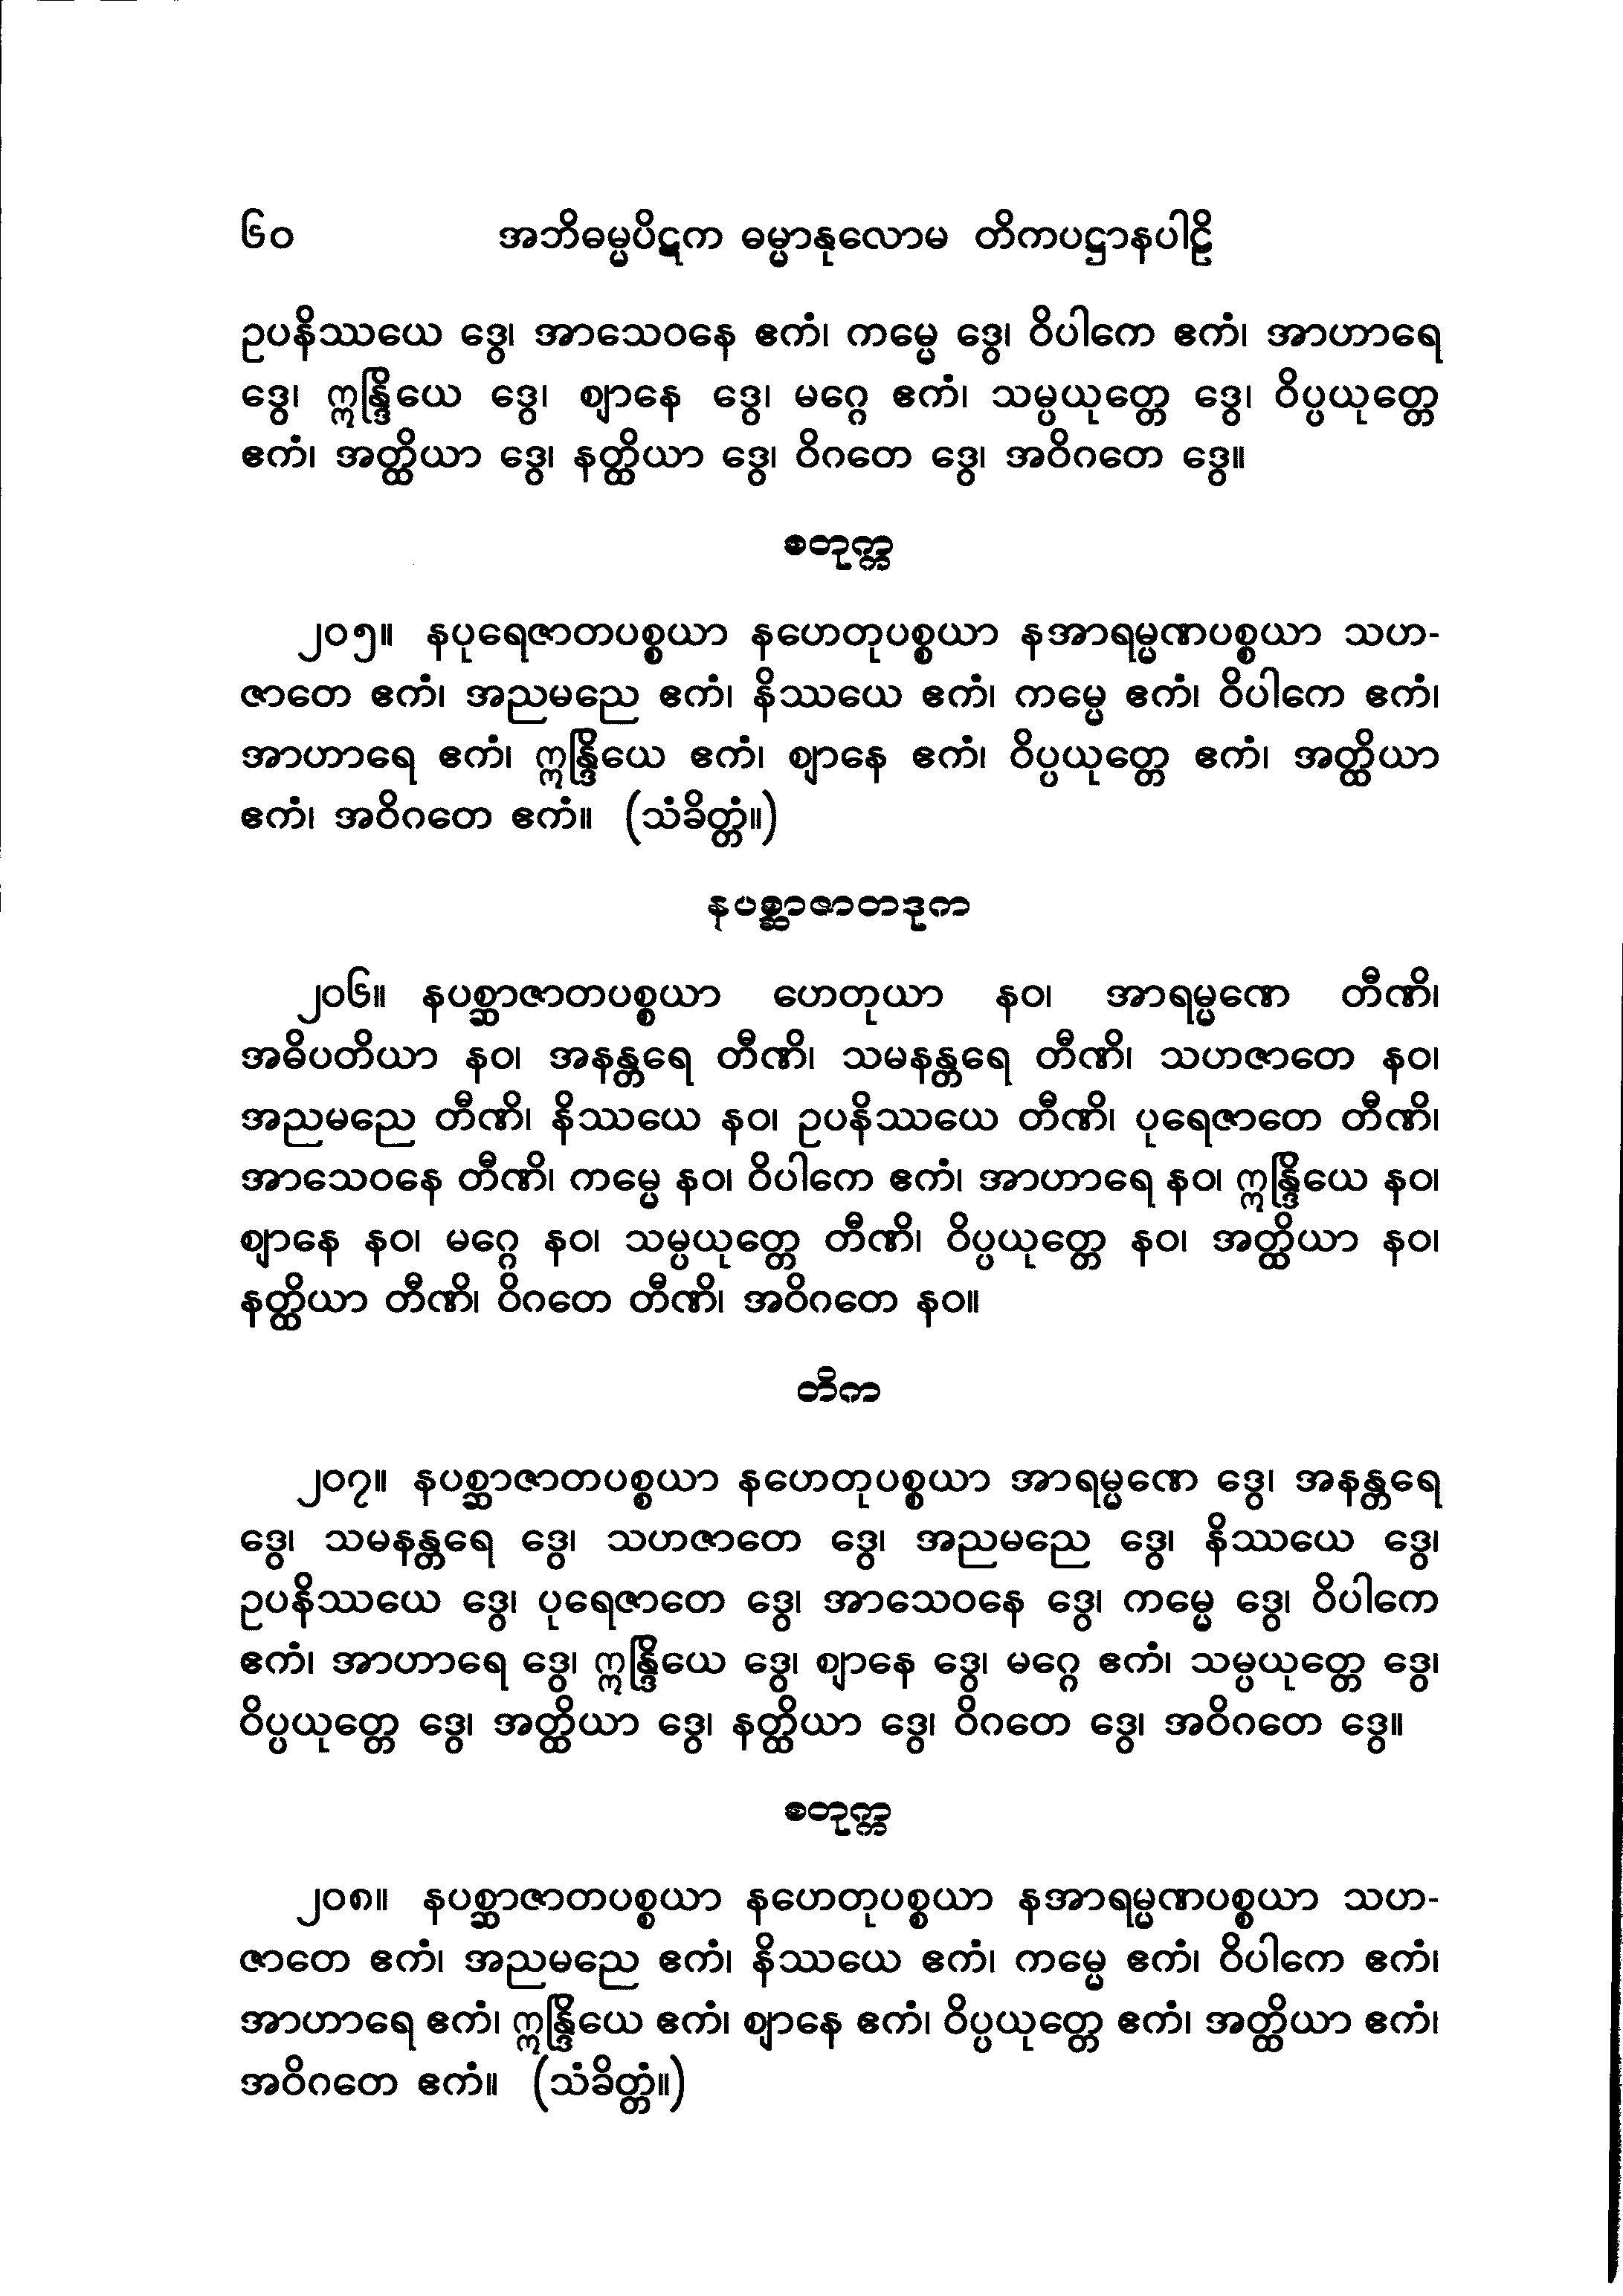 ၆၀ အဘိဓမ္မပိဋက ဓမ္မာနုလောမ တိကပဋ္ဌာနပါဠိ
ဥပနိဿယေ ဒွေ၊ အာသေဝနေ ဧကံ၊ ကမ္မေ ဒွေ၊ ဝိပါကေ ဧကံ၊ အာဟာရေ
ဒွေ၊ ဣန္ဒြိယေ ဒွေ၊ ဈာနေ ဒွေ၊ မဂ္ဂေ ဧကံ၊ သမ္ပယုတ္တေ ဒွေ၊ ဝိပ္ပယုတ္တေ
ဧကံ၊ အတ္ထိယာ ဒွေ၊ နတ္ထိယာ ဒွေ၊ ဝိဂတေ ဒွေ၊ အဝိဂတေ ဒွေ။
စတုက္က
၂၀၅။ နပုရေဇာတပစ္စယာ နဟေတုပစ္စယာ နအာရမ္မဏပစ္စယာ သဟ-
ဇာတေ ဧကံ၊ အညမညေ ဧကံ၊ နိဿယေ ဧကံ၊ ကမ္မေ ဧကံ၊ ဝိပါကေ ဧကံ၊
အာဟာရေ ဧကံ၊ ဣန္ဒြိယေ ဧကံ၊ ဈာနေ ဧကံ၊ ဝိပ္ပယုတ္တေ ဧကံ၊ အတ္ထိယာ
ဧကံ၊ အဝိဂတေ ဧကံ။ (သံခိတ္တံ။)
နပစ္ဆာဇာတဒုက
၂၀၆။ နပစ္ဆာဇာတပစ္စယာ ဟေတုယာ နဝ၊ အာရမ္မဏေ တီဏိ၊
အဓိပတိယာ နဝ၊ အနန္တရေ တီဏိ၊ သမနန္တရေ တီဏိ၊ သဟဇာတေ နဝ၊
အညမညေ တီဏိ၊ နိဿယေ နဝ၊ ဥပနိဿယေ တီဏိ၊ ပုရေဇာတေ တီဏိ၊
အာသေဝနေ တီဏိ၊ ကမ္မေ နဝ၊ ဝိပါကေ ဧကံ၊ အာဟာရေ နဝ၊ ဣန္ဒြိယေ နဝ၊
ဈာနေ နဝ၊ မဂ္ဂေ နဝ၊ သမ္ပယုတ္တေ တီဏိ၊ ဝိပ္ပယုတ္တေ နဝ၊ အတ္ထိယာ နဝ၊
နတ္ထိယာ တီဏိ၊ ဝိဂတေ တီဏိ၊ အဝိဂတေ နဝ။
တိက
၂၀၇။ နပစ္ဆာဇာတပစ္စယာ နဟေတုပစ္စယာ အာရမ္မဏေ ဒွေ၊ အနန္တရေ
ဒွေ၊ သမနန္တရေ ဒွေ၊ သဟဇာတေ ဒွေ၊ အညမညေ ဒွေ၊ နိဿယေ ဒွေ၊
ဥပနိဿယေ ဒွေ၊ ပုရေဇာတေ ဒွေ၊ အာသေဝနေ ဒွေ၊ ကမ္မေ ဒွေ၊ ဝိပါကေ
ဧကံ၊ အာဟာရေ ဒွေ၊ ဣန္ဒြိယေ ဒွေ၊ ဈာနေ ဒွေ၊ မဂ္ဂေ ဧကံ၊ သမ္ပယုတ္တေ ဒွေ၊
ဝိပ္ပယုတ္တေ ဒွေ၊ အတ္ထိယာ ဒွေ၊ နတ္ထိယာ ဒွေ၊ ဝိဂတေ ဒွေ၊ အဝိဂတေ ဒွေ။
စတုက္က
၂၀၈။ နပစ္ဆာဇာတပစ္စယာ နဟေတုပစ္စယာ နအာရမ္မဏပစ္စယာ သဟ-
ဇာတေ ဧကံ၊ အညမညေ ဧကံ၊ နိဿယေ ဧကံ၊ ကမ္မေ ဧကံ၊ ဝိပါကေ ဧကံ၊
အာဟာရေ ဧကံ၊ ဣန္ဒြိယေ ဧကံ၊ ဈာနေ ဧကံ၊ ဝိပ္ပယုတ္တေ ဧကံ၊ အတ္ထိယာ ဧကံ၊
အဝိဂတေ ဧကံ။ (သံခိတ္တံ။)